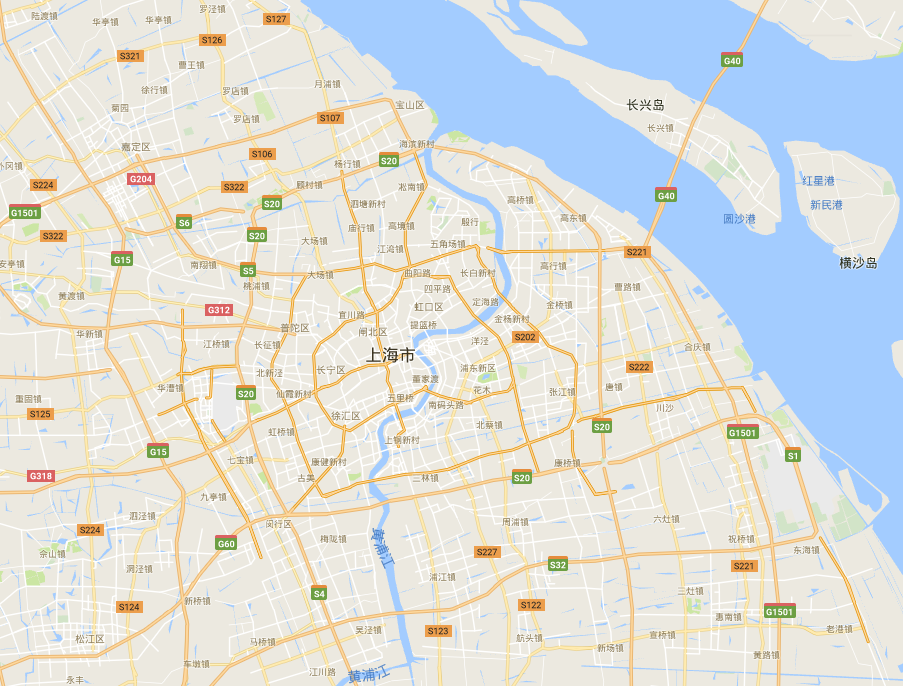 陆渡镇
华亭镇
华亭镇
罗泾镇
S127
S126
S321
G40
曹王镇
徐行镇
罗店镇
月浦镇
菊园
宝山区
长兴岛
罗店镇
S107
长兴镇
嘉定区
海滨新村
S106
S20
杨行镇
外冈镇
G204
S224
S322
顾村镇
淞南镇
红星港
G40
高桥镇
S20
泗塘新村
新民港
G1501
S6
高东镇
圆沙港
殷行
庙行镇
高境镇
S322
S20
大场镇
五角场镇
江湾镇
S221
G15
安亭镇
南翔镇
S5
大场镇
曲阳路
长白新村
高行镇
横沙岛
桃浦镇
四平路
曹路镇
黄渡镇
虹口区
定海路
金桥镇
G312
宜川路
金杨新村
提篮桥
普陀区
闸北区
华新镇
江桥镇
长征镇
洋泾
S202
合庆镇
上海市
长宁区
浦东新区
S222
北新泾
董家渡
华漕镇
唐镇
S20
仙霞新村
花木
张江镇
重固镇
五里桥
南码头路
川沙
S125
徐汇区
北蔡镇
S20
虹桥镇
上钢新村
G1501
G15
七宝镇
康健新村
康桥镇
S1
G318
古美
三林镇
S20
九亭镇
泗泾镇
闵行区
周浦镇
六灶镇
S224
梅陇镇
黄浦江
G60
祝桥镇
佘山镇
S227
东海镇
洞泾镇
S32
S221
浦江镇
S4
三灶镇
新桥镇
S124
S122
G1501
惠南镇
松江区
吴泾镇
S123
航头镇
宣桥镇
老港镇
马桥镇
新场镇
车墩镇
黄路镇
江川路
黄浦江
永丰